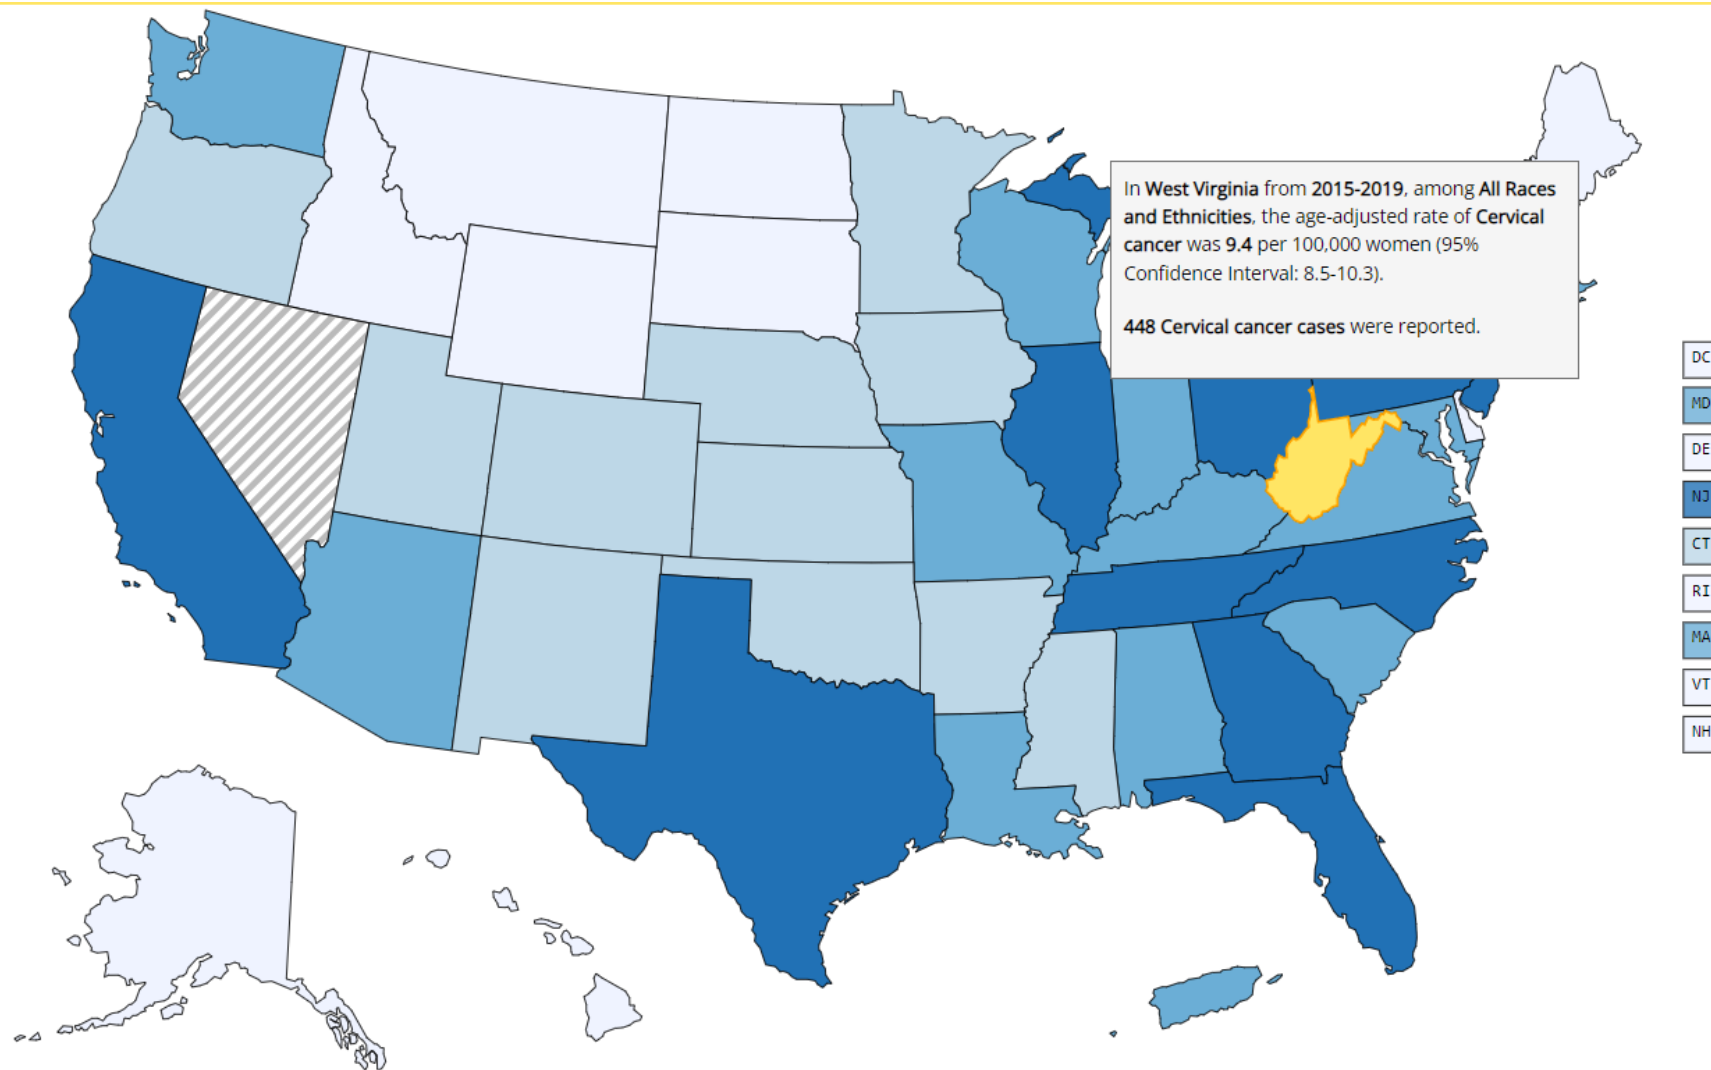 In West Virginia from 2015-2019, among All Races
and Ethnicities, the age-adjusted rate of Cervical
cancer was 9.4 per 100,000 women (95%
Confidence Interval: 8.5-10.3).
448 Cervical cancer cases were reported.
DC
MD
DE
NJ
CT
RI
MA
VT
NH